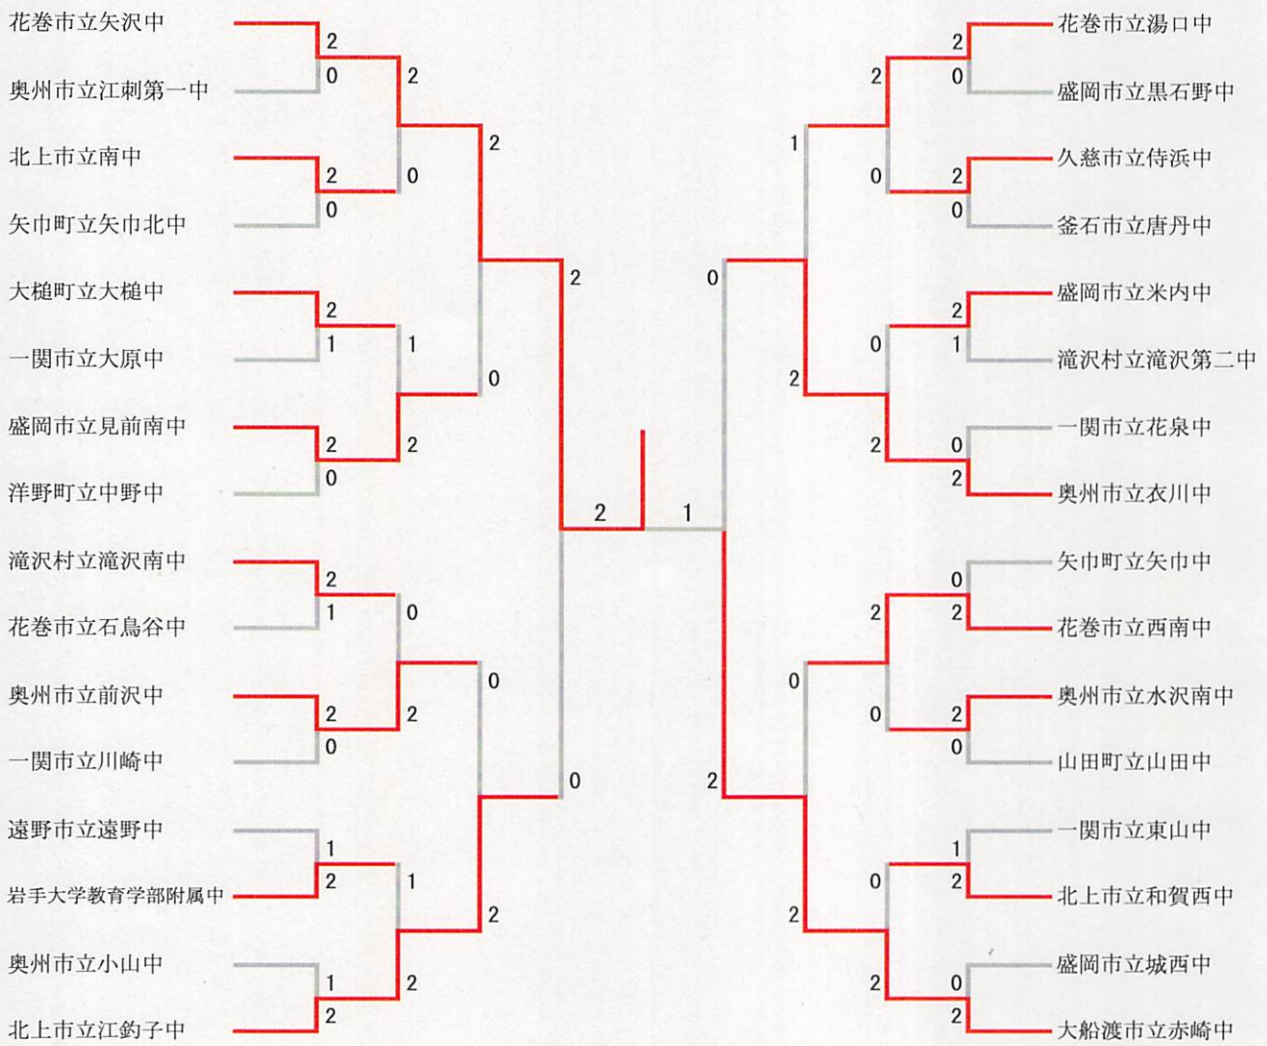 花巻市立矢沢中
奥州市立江刺第一中
北上市立南中
矢巾町立矢巾北中
大槌町立大槌中
一関市立大原中
盛岡市立見前南中
洋野町立中野中
滝沢村立滝沢南中
花巻市立石鳥谷中
奥州市立前沢中
一関市立川崎中
遠野市立遠野中
岩手大学教育学部附属中
奥州市立小山中
北上市立江釣子中
2
0
2
0
2
1
2
0
2
1
2
0
1
2
1
2
2
0
1
2
0
2
1
2
2
0
0
2
2
0
2
1
0
2
1
2
0
2
2
0
0
2
2
0
0
2
2
0
2
0
2
1
0
2
0
2
2
0
1
2
0
2
花巻市立湯口中
盛岡市立黒石野中
久慈市立侍浜中
釜石市立唐丹中
盛岡市立米内中
滝沢村立滝沢第二中
一関市立花泉中
奥州市立衣川中
矢巾町立矢巾中
花巻市立西南中
奥州市立水沢南中
山田町立山田中
一関市立東山中
北上市立和賀西中
盛岡市立城西中
大船渡市立赤崎中